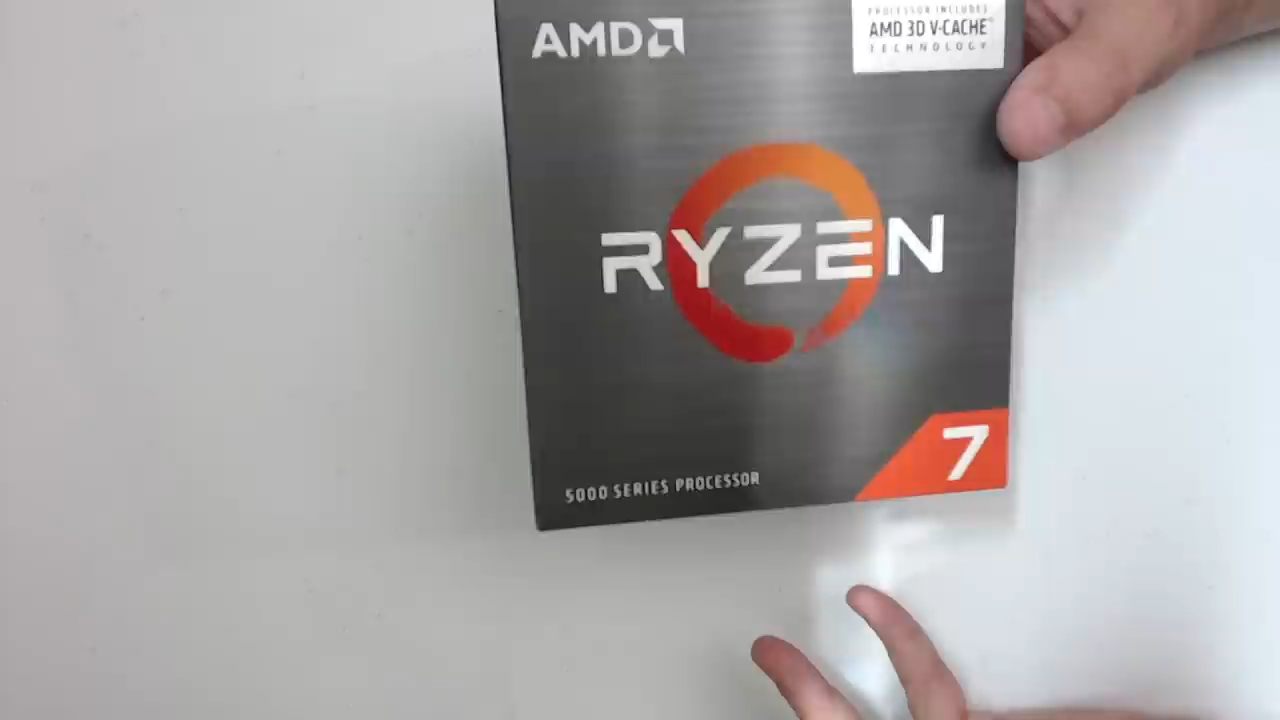 AMD
PROCESSOR INCLUDES
AMD 3D V-CACHE
TECHNOLOGY
RYZEN
7
5000 SERIES PROCESSOR